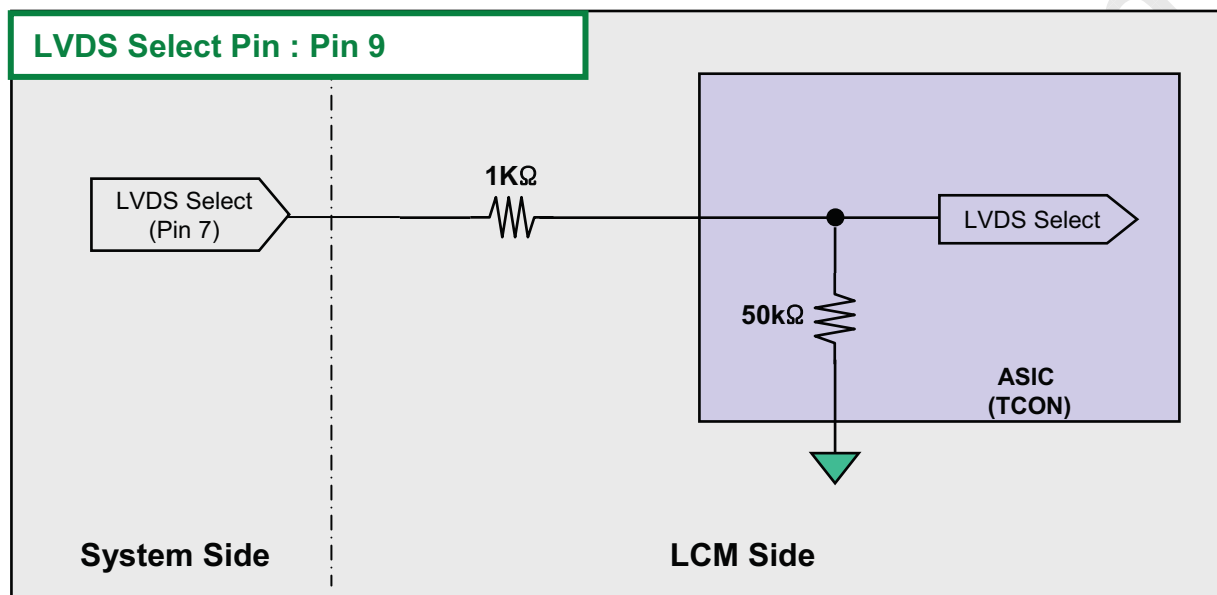 LVDS Select Pin : Pin 9
1KΩ
LVDS Select
(Pin 7)
LVDS Select
50kΩ
ASIC
(TCON)
System Side
LCM Side